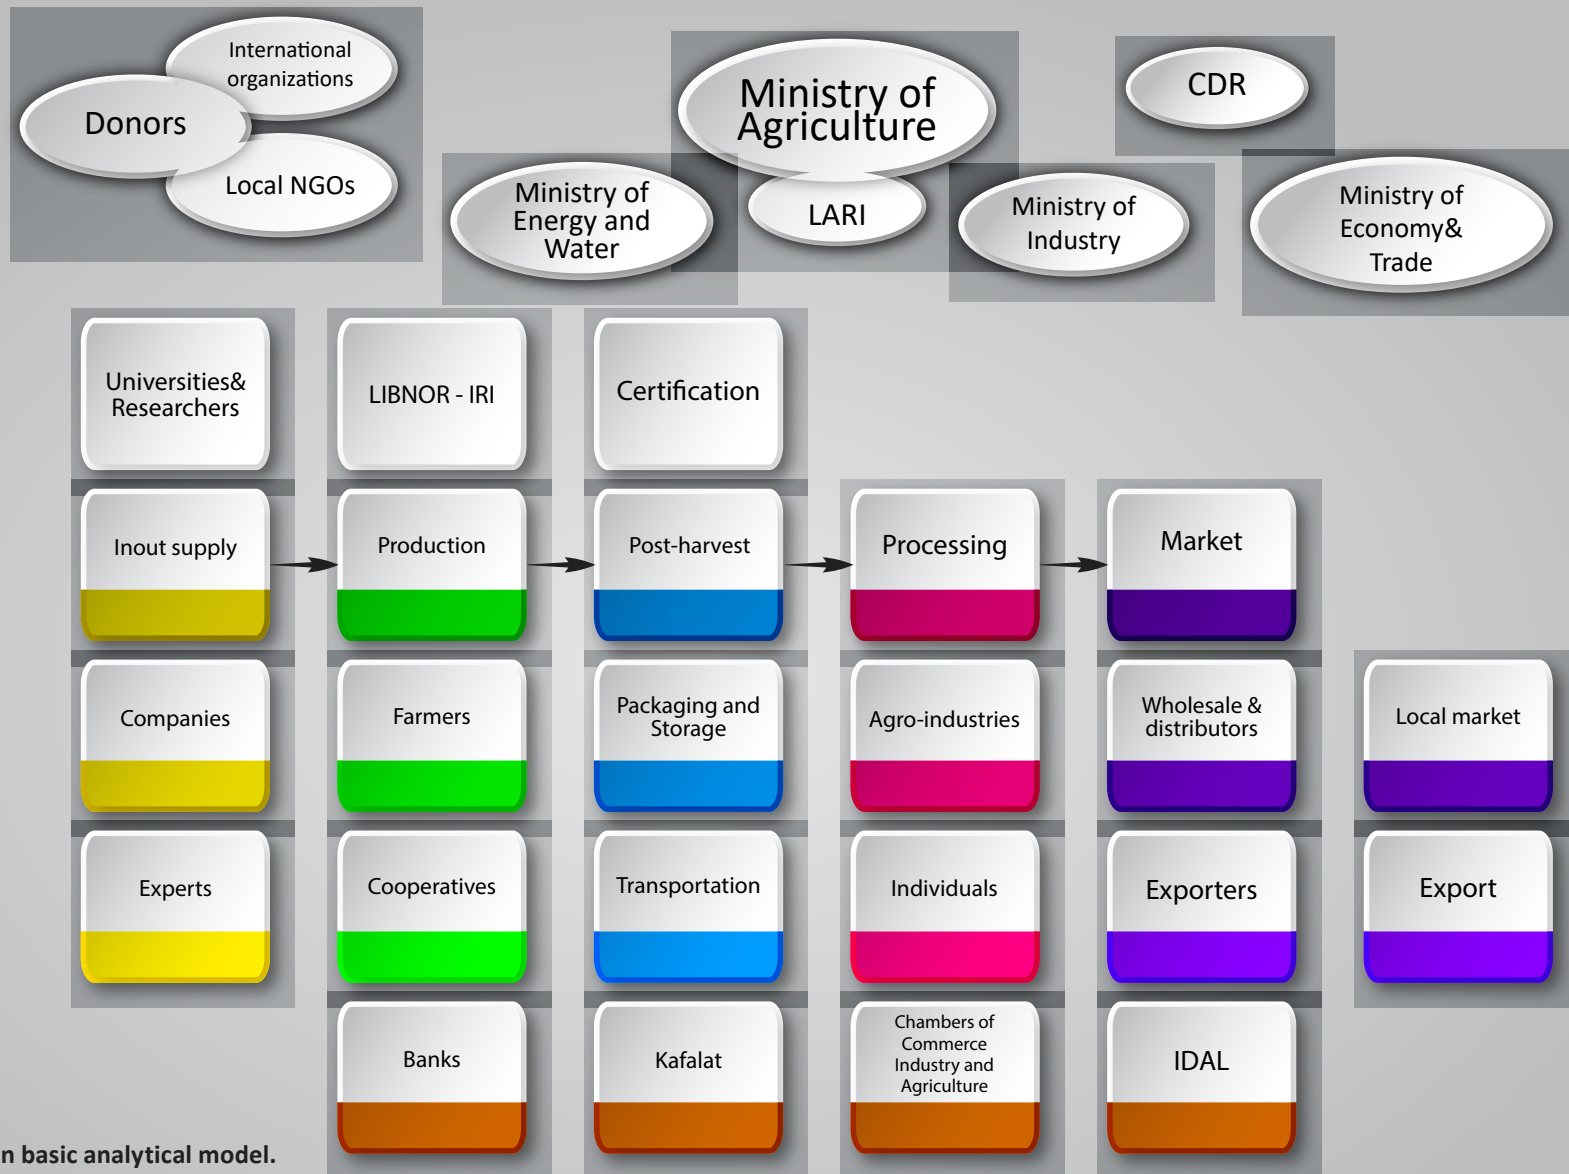 International
organizations
Donors
Local NGOs
Ministry of
Agriculture
LARI
CDR
Ministry of
Energy and
Water
Ministry of
Industry
Ministry of
Economy&
Trade
Universities&
Researchers
LIBNOR - IRI
Certification
Inout supply
Production
Post-harvest
Processing
Market
Companies
Farmers
Packaging and
Storage
Agro-industries
Wholesale &
distributors
Local market
Experts
Cooperatives
Transportation
Individuals
Exporters
Export
Banks
Kafalat
Chambers of
Commerce
Industry and
Agriculture
IDAL
n basic analytical model.